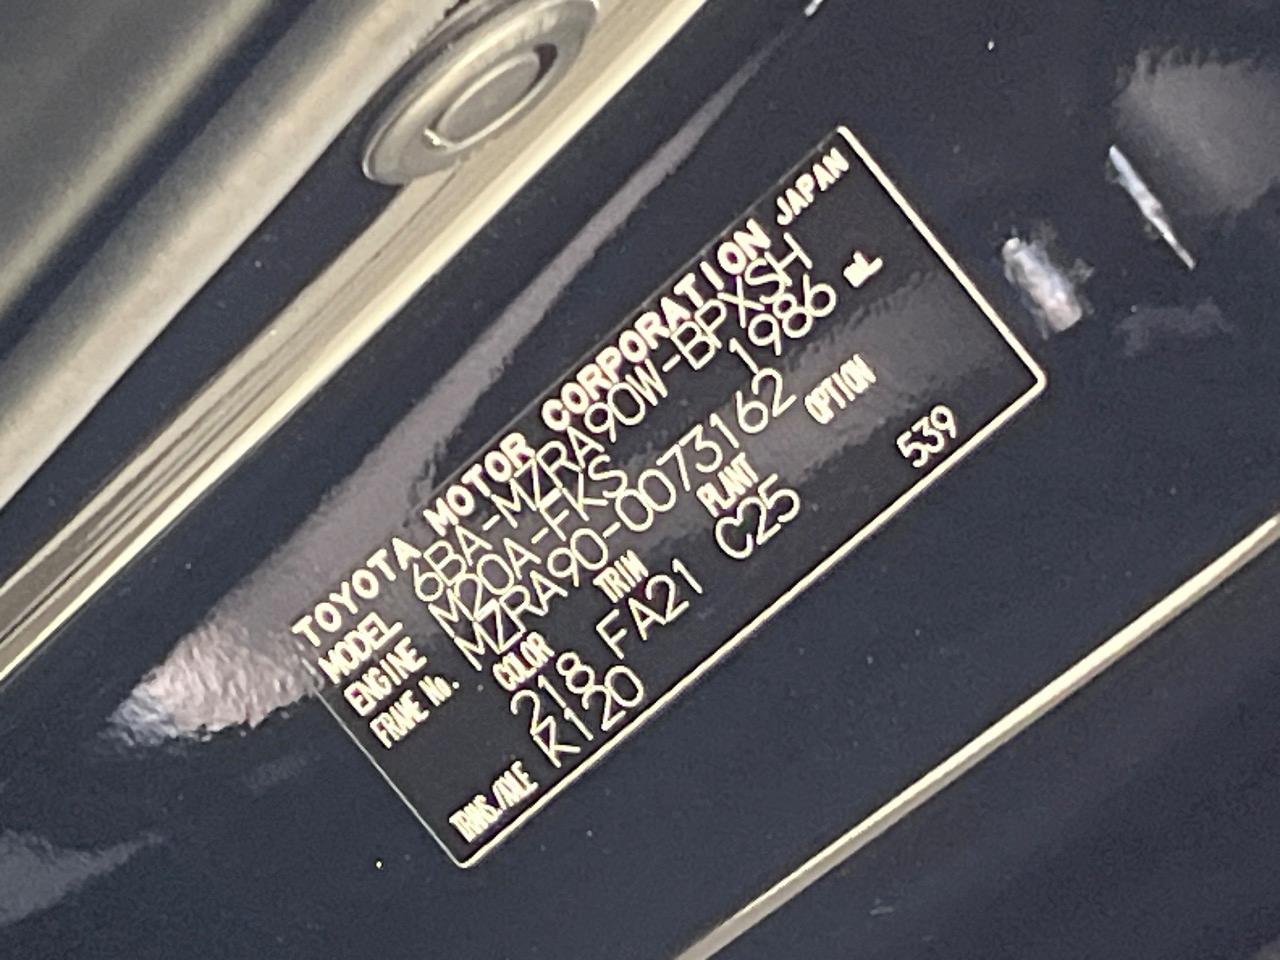 TOYOTA MOTOR CORPORATION JAPAN
MODEL 6BA-MZRA90W-BPXSH
ENGINE M20A-FKS 1986 mL
FRAME No. MZRA90-0073162
COLOR TRIM PLANT OPTION
218 FA21 C25
TRANS./AXLE K120 539